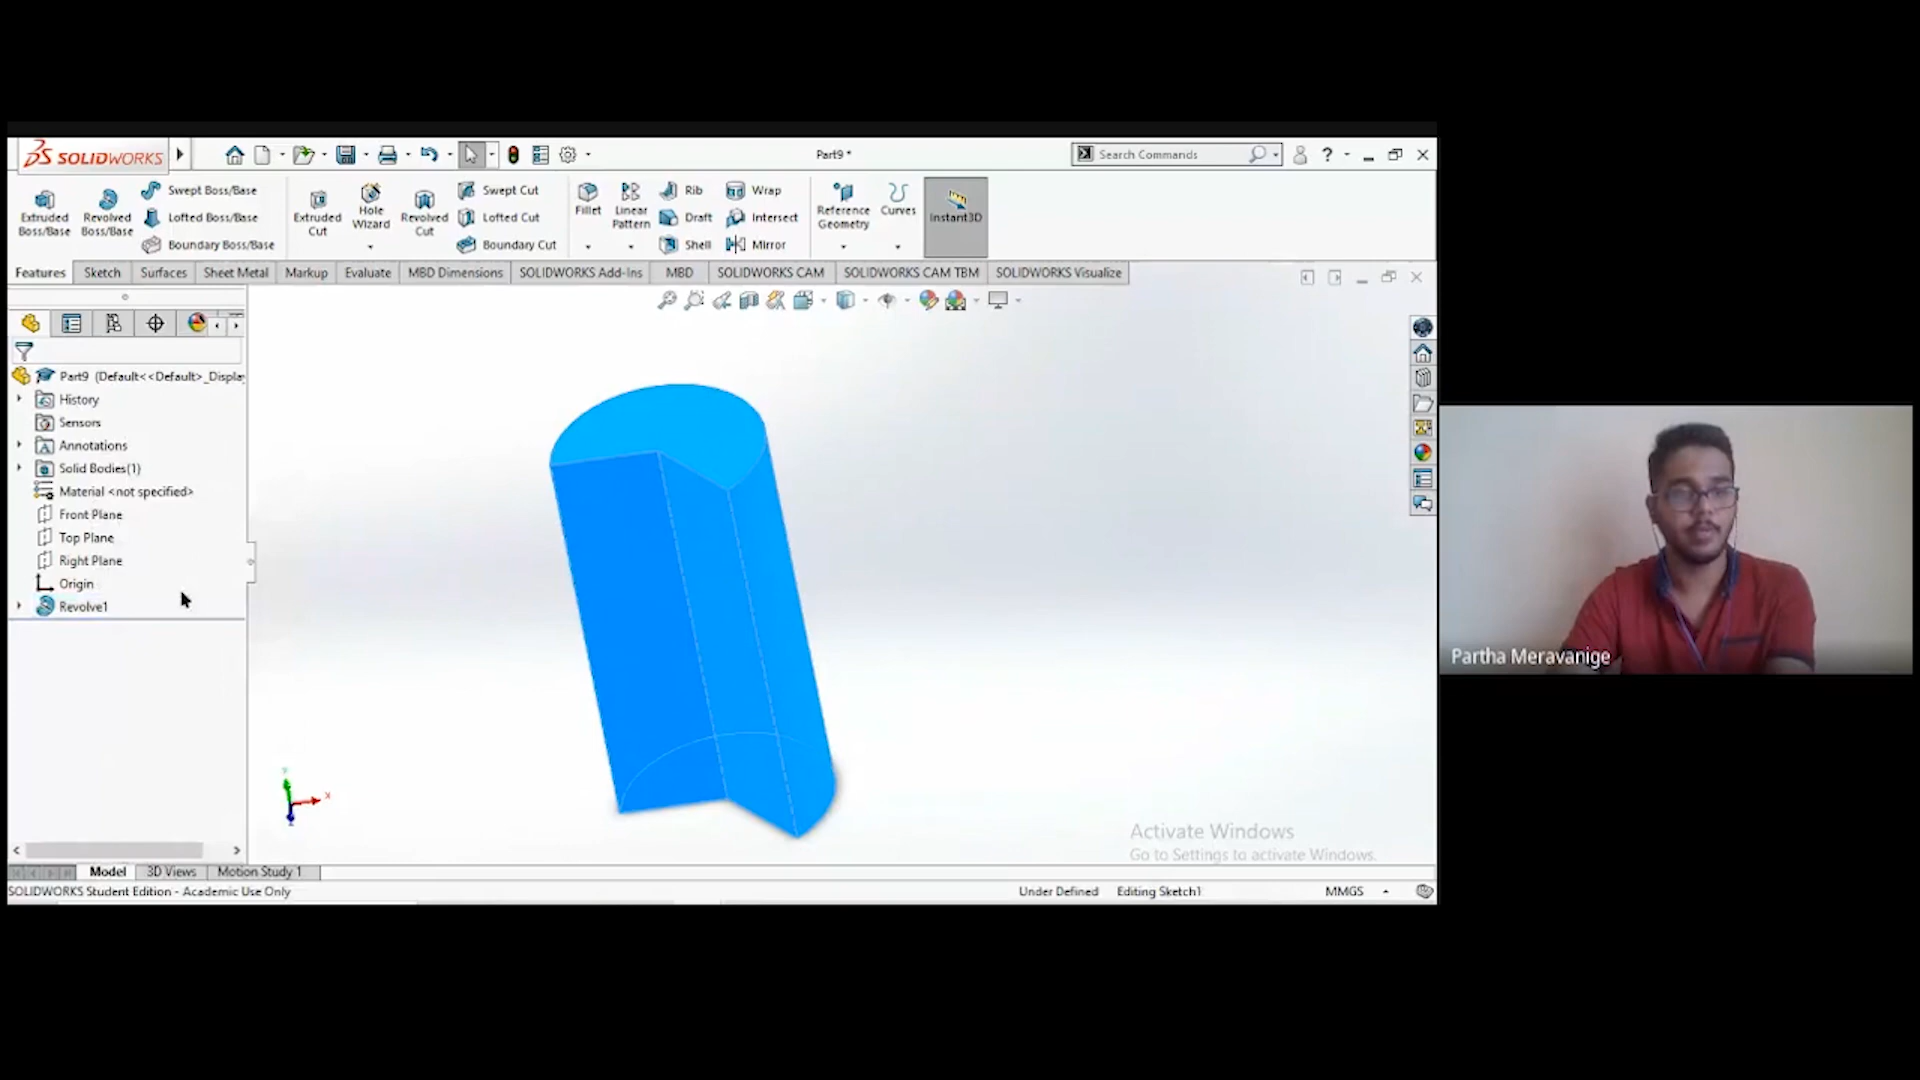 SOLIDWORKS
Part9 *
Search Commands
?
Extruded Boss/Base
Revolved Boss/Base
Swept Boss/Base
Lofted Boss/Base
Boundary Boss/Base
Extruded Cut
Hole Wizard
Revolved Cut
Swept Cut
Lofted Cut
Boundary Cut
Fillet
Linear Pattern
Rib
Draft
Shell
Wrap
Intersect
Mirror
Reference Geometry
Curves
Instant3D
Features Sketch Surfaces Sheet Metal Markup Evaluate MBD Dimensions SOLIDWORKS Add-Ins MBD SOLIDWORKS CAM SOLIDWORKS CAM TBM SOLIDWORKS Visualize
Part9 (Default<<Default>_Displa
History
Sensors
Annotations
Solid Bodies(1)
Material <not specified>
Front Plane
Top Plane
Right Plane
Origin
Revolve1
Partha Meravanige
x
Activate Windows
Go to Settings to activate Windows.
Model 3D Views Motion Study 1
SOLIDWORKS Student Edition - Academic Use Only
Under Defined Editing Sketch1 MMGS